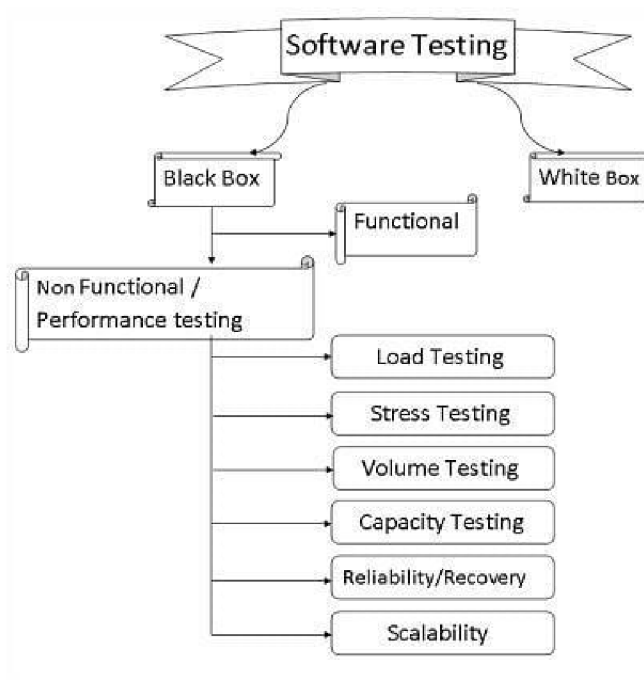 Software Testing
Black Box
White Box
Functional
Non Functional /
Performance testing
Load Testing
Stress Testing
Volume Testing
Capacity Testing
Reliability/Recovery
Scalability